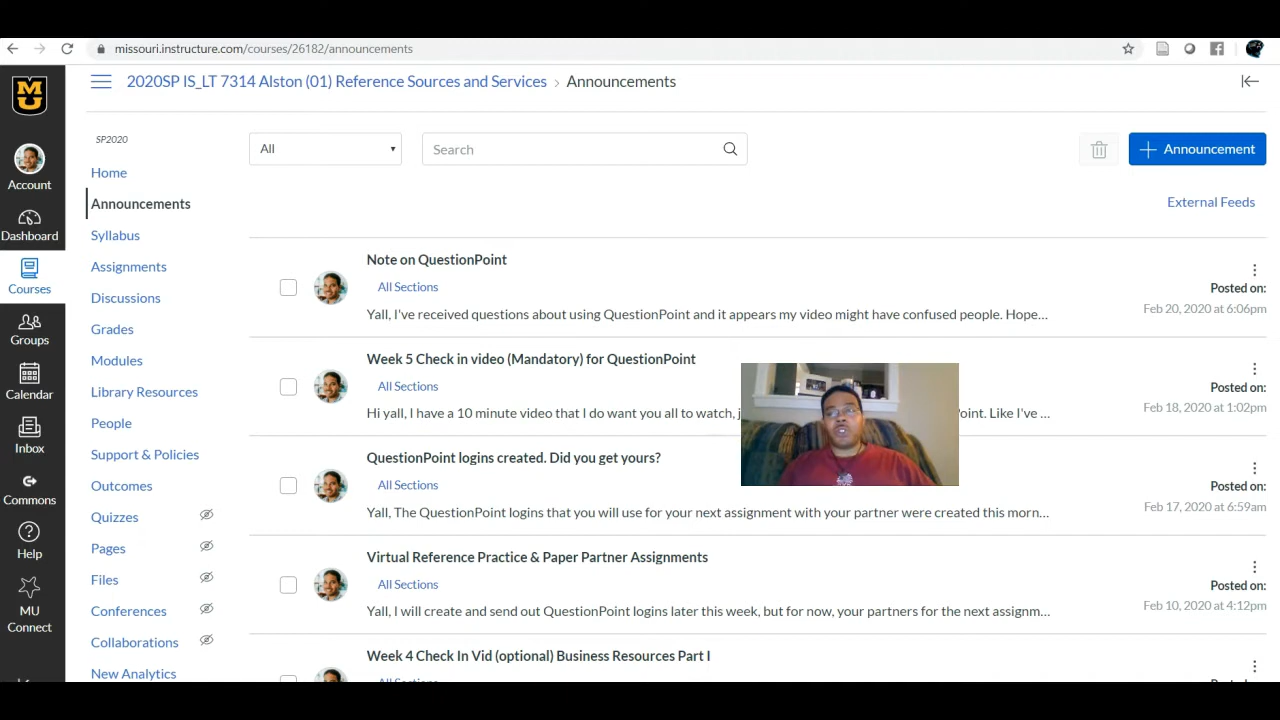 missouri.instructure.com/courses/26182/announcements
MU
2020SP IS_LT 7314 Alston (01) Reference Sources and Services > Announcements
SP2020
All
Search
+ Announcement
External Feeds
Account
Dashboard
Courses
Groups
Calendar
Inbox
Commons
Help
MU
Connect
Home
Announcements
Syllabus
Assignments
Discussions
Grades
Modules
Library Resources
People
Support & Policies
Outcomes
Quizzes
Pages
Files
Conferences
Collaborations
New Analytics
Note on QuestionPoint
All Sections
Yall, I've received questions about using QuestionPoint and it appears my video might have confused people. Hope...
Posted on:
Feb 20, 2020 at 6:06pm
Week 5 Check in video (Mandatory) for QuestionPoint
All Sections
Hi yall, I have a 10 minute video that I do want you all to watch, oint. Like I've ...
Posted on:
Feb 18, 2020 at 1:02pm
QuestionPoint logins created. Did you get yours?
All Sections
Yall, The QuestionPoint logins that you will use for your next assignment with your partner were created this morn...
Posted on:
Feb 17, 2020 at 6:59am
Virtual Reference Practice & Paper Partner Assignments
All Sections
Yall, I will create and send out QuestionPoint logins later this week, but for now, your partners for the next assignm...
Posted on:
Feb 10, 2020 at 4:12pm
Week 4 Check In Vid (optional) Business Resources Part I